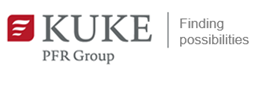 KUKE
PFR Group
Finding
possibilities